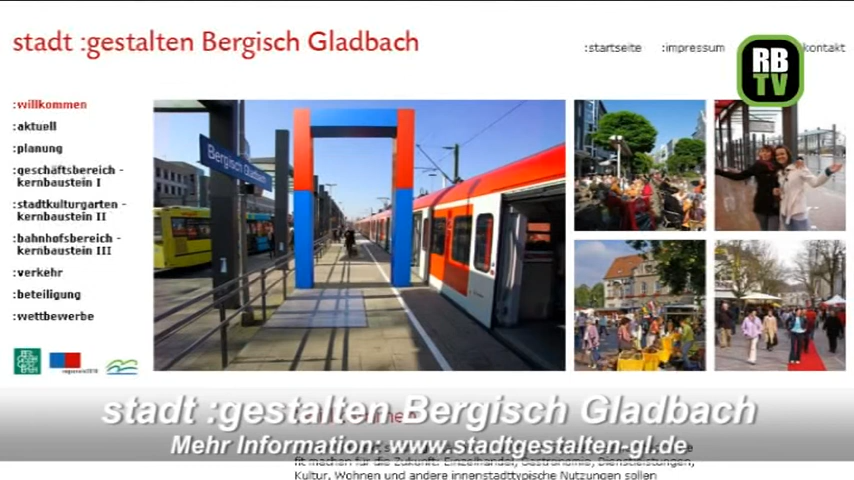 stadt :gestalten Bergisch Gladbach
:startseite :impressum kontakt
RB
TV
:willkommen
:aktuell
:planung
:geschäftsbereich -
kernbaustein I
:stadtkulturgarten -
kernbaustein II
:bahnhofsbereich -
kernbaustein III
:verkehr
:beteiligung
:wettbewerbe
Bergisch Gladbach
stadt :gestalten Bergisch Gladbach
Mehr Information: www.stadtgestalten-gl.de
fit machen für die Zukunft: Einzelhandel, Gastronomie, Dienstleistungen,
Kultur, Wohnen und andere innenstadttypische Nutzungen sollen